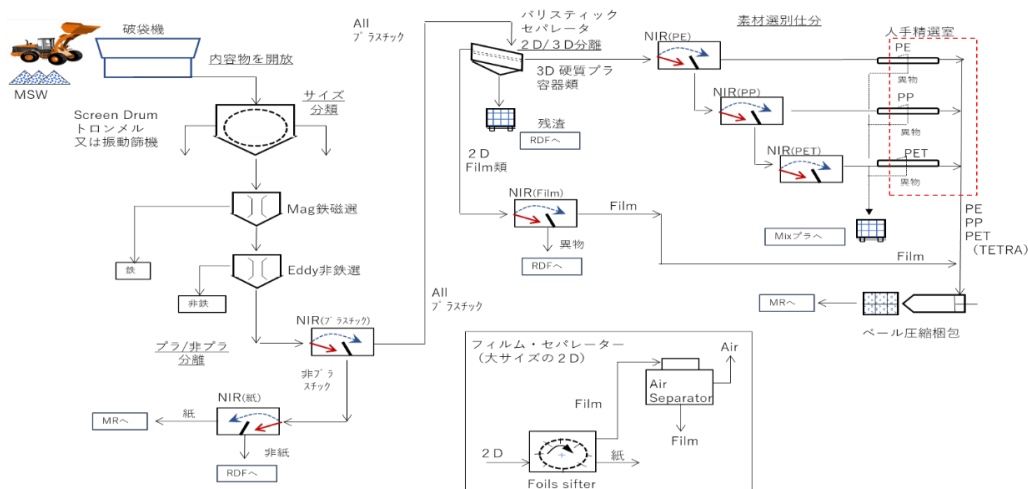 破袋機
MSW
内容物を開放
Screen Drum
トロンメル
又は振動篩機
サイズ
分類
Mag鉄磁選
鉄
Eddy非鉄選
非鉄
プラ/非プラ
分離
NIR(プラスチック)
非プラ
スチック
NIR(紙)
紙
MRへ
非紙
RDFへ
All
プラスチック
All
プラスチック
バリスティック
セパレータ
2D/3D分離
3D 硬質プラ
容器類
残渣
RDFへ
2D
Film類
NIR(Film)
Film
異物
RDFへ
素材選別仕分
NIR(PE)
NIR(PP)
NIR(PET)
人手精選室
PE
異物
PP
異物
PET
異物
Mixプラへ
PE
PP
PET
(TETRA)
Film
MRへ
ベール圧縮梱包
フィルム・セパレーター
(大サイズの2D)
Air
Air
Separator
Film
Film
2D
紙
Foils sifter